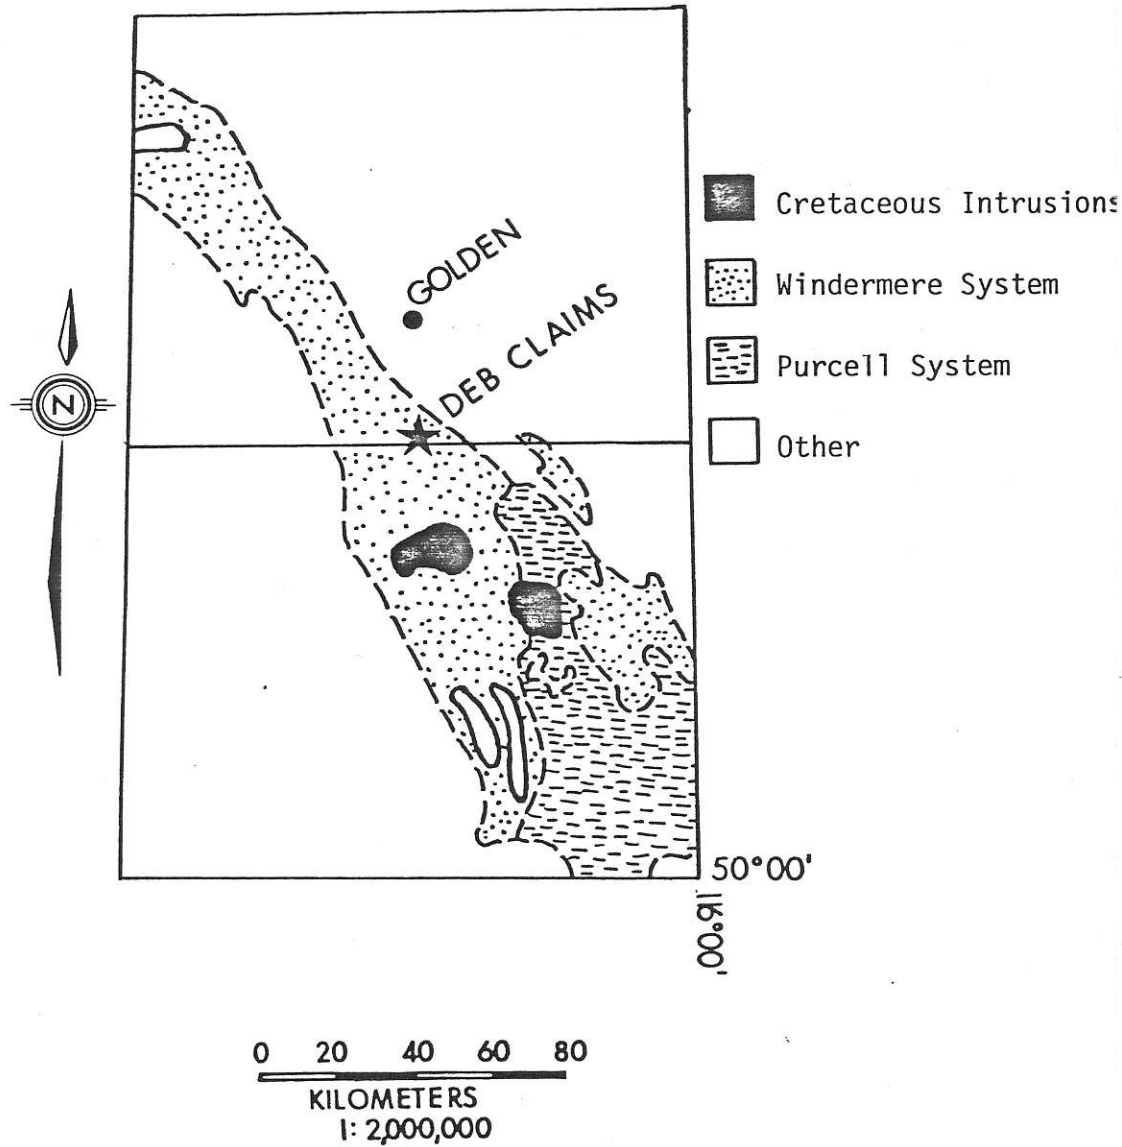 GOLDEN
DEB CLAIMS
N
Cretaceous Intrusions
Windermere System
Purcell System
Other
50°00'
116°00'
0 20 40 60 80
KILOMETERS
1: 2,000,000